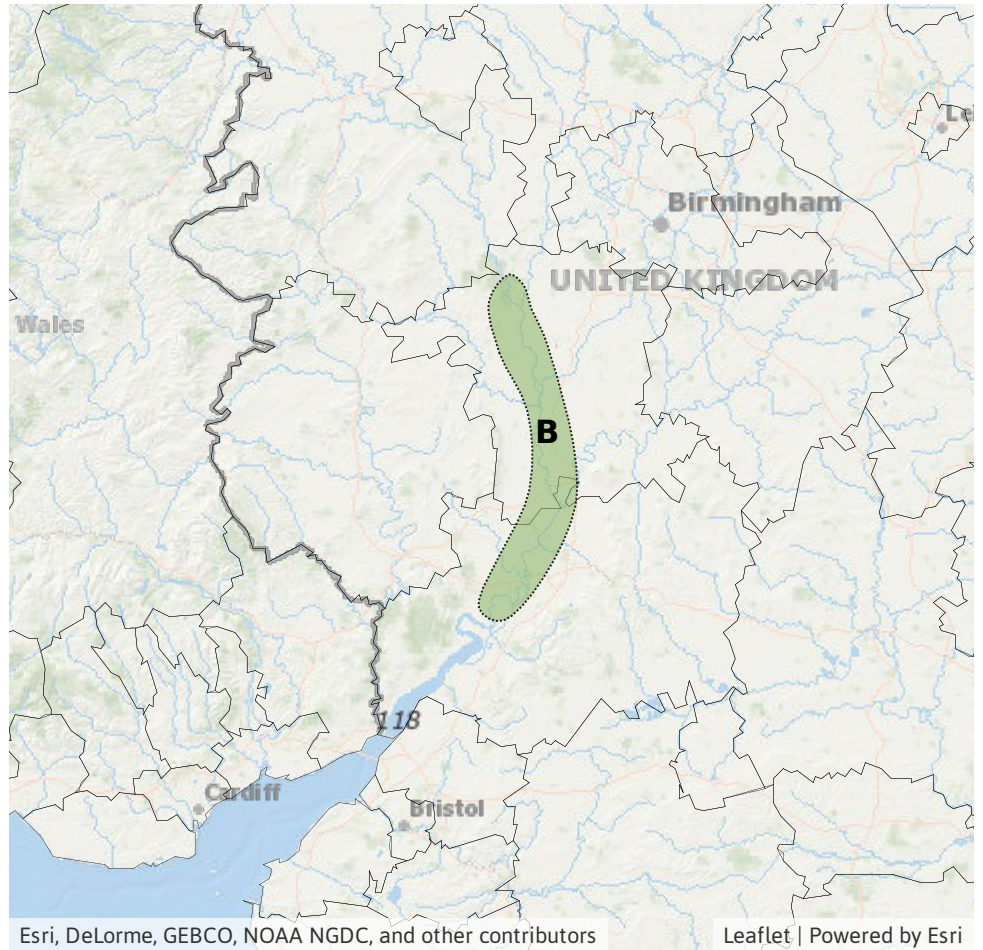 Le
Birmingham
UNITED KINGDOM
Wales
B
118
Cardiff
Bristol
Esri, DeLorme, GEBCO, NOAA NGDC, and other contributors
Leaflet | Powered by Esri